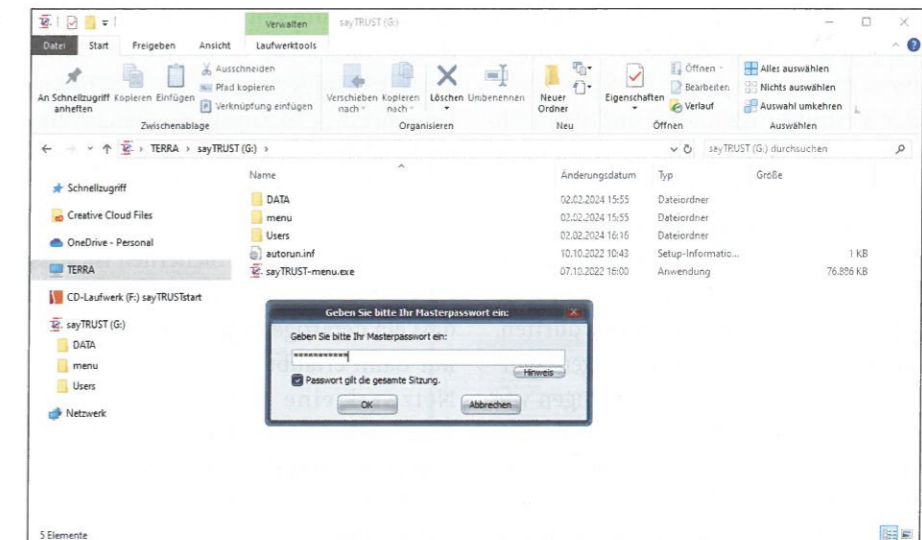 Verwalten sayTRUST (G:)
Datei Start Freigeben Ansicht Laufwerktools
An Schnellzugriff anheften
Kopieren
Einfügen
Ausschneiden
Pfad kopieren
Verknüpfung einfügen
Zwischenablage
Verschieben nach
Kopieren nach
Löschen
Umbenennen
Organisieren
Neuer Ordner
Neu
Eigenschaften
Öffnen
Bearbeiten
Verlauf
Öffnen
Alles auswählen
Nichts auswählen
Auswahl umkehren
Auswählen
TERRA › sayTRUST (G:) ›
sayTRUST (G:) durchsuchen
Schnellzugriff
Creative Cloud Files
OneDrive - Personal
TERRA
CD-Laufwerk (F:) sayTRUSTstart
sayTRUST (G:)
DATA
menu
Users
Netzwerk
Name Änderungsdatum Typ Größe
DATA 02.02.2024 15:55 Dateiordner
menu 02.02.2024 15:55 Dateiordner
Users 02.02.2024 16:16 Dateiordner
autorun.inf 10.10.2022 10:43 Setup-Informatio... 1 KB
sayTRUST-menu.exe 07.10.2022 16:00 Anwendung 76.886 KB
Geben Sie bitte Ihr Masterpasswort ein:
Geben Sie bitte Ihr Masterpasswort ein:
***********
Hinweis
Passwort gilt die gesamte Sitzung.
OK Abbrechen
5 Elemente